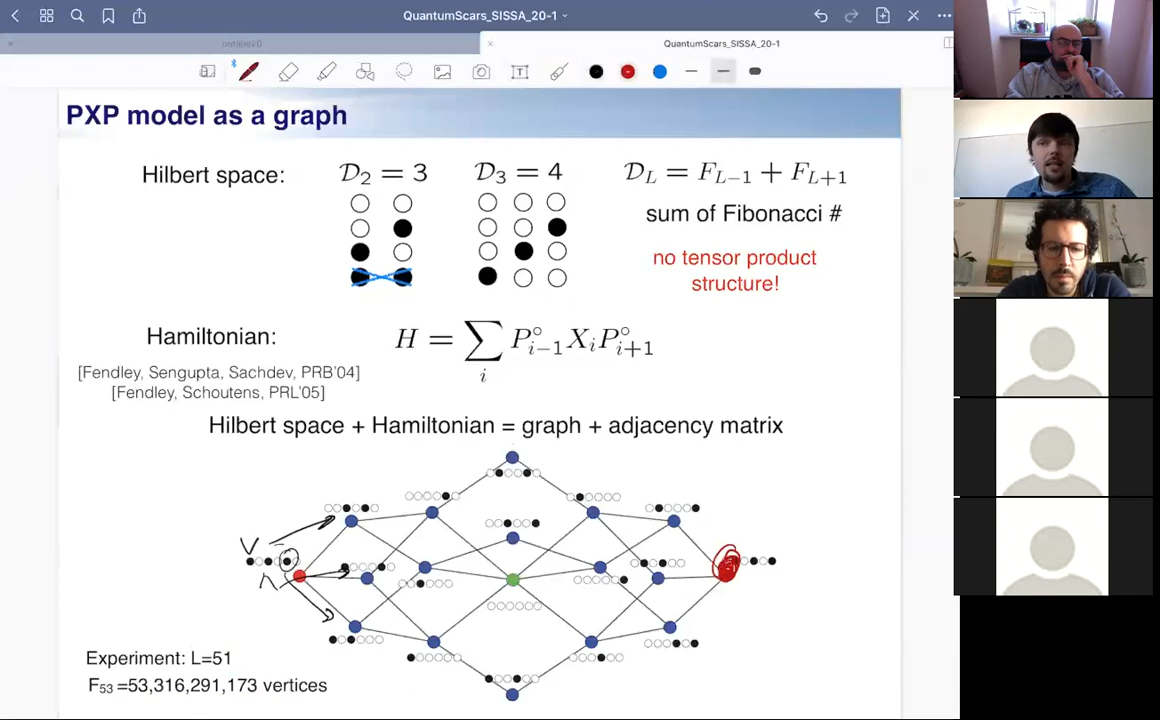 QuantumScars_SISSA_20-1
outline20
QuantumScars_SISSA_20-1
PXP model as a graph
Hilbert space:
𝒟₂ = 3
𝒟₃ = 4
𝒟_L = F_{L−1} + F_{L+1}
sum of Fibonacci #
no tensor product
structure!
Hamiltonian:
H = ∑_i P°_{i−1} X_i P°_{i+1}
[Fendley, Sengupta, Sachdev, PRB'04]
[Fendley, Schoutens, PRL'05]
Hilbert space + Hamiltonian = graph + adjacency matrix
Experiment: L=51
F₅₃ =53,316,291,173 vertices